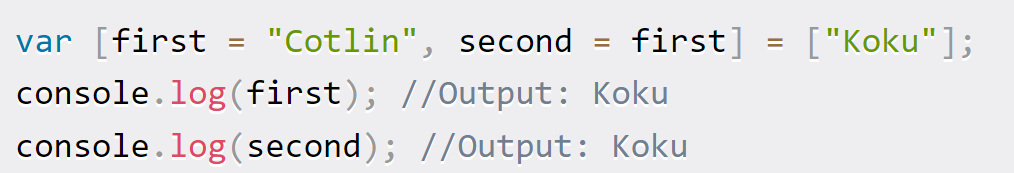 var [first = "Cotlin", second = first] = ["Koku"];
console.log(first); //Output: Koku
console.log(second); //Output: Koku